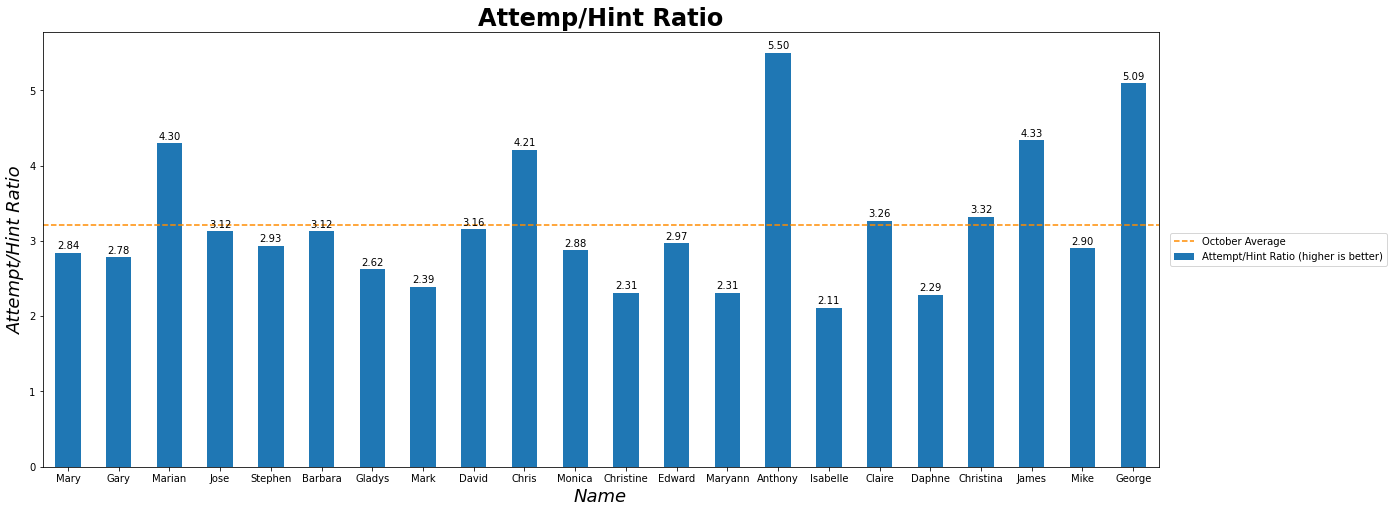 Attemp/Hint Ratio
Attempt/Hint Ratio
5
4
3
2
1
0
2.84 2.78 4.30 3.12 2.93 3.12 2.62 2.39 3.16 4.21 2.88 2.31 2.97 2.31 5.50 2.11 3.26 2.29 3.32 4.33 2.90 5.09
Mary Gary Marian Jose Stephen Barbara Gladys Mark David Chris Monica Christine Edward Maryann Anthony Isabelle Claire Daphne Christina James Mike George
Name
October Average
Attempt/Hint Ratio (higher is better)